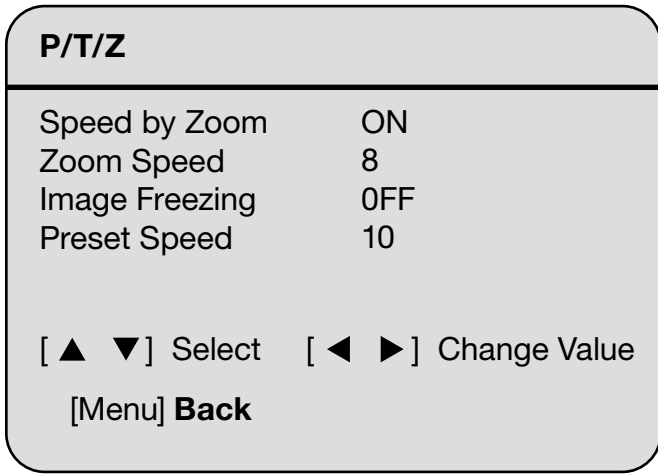 P/T/Z
Speed by Zoom ON
Zoom Speed 8
Image Freezing 0FF
Preset Speed 10
[ ▲ ▼ ] Select [ ◀ ▶ ] Change Value
[Menu] Back